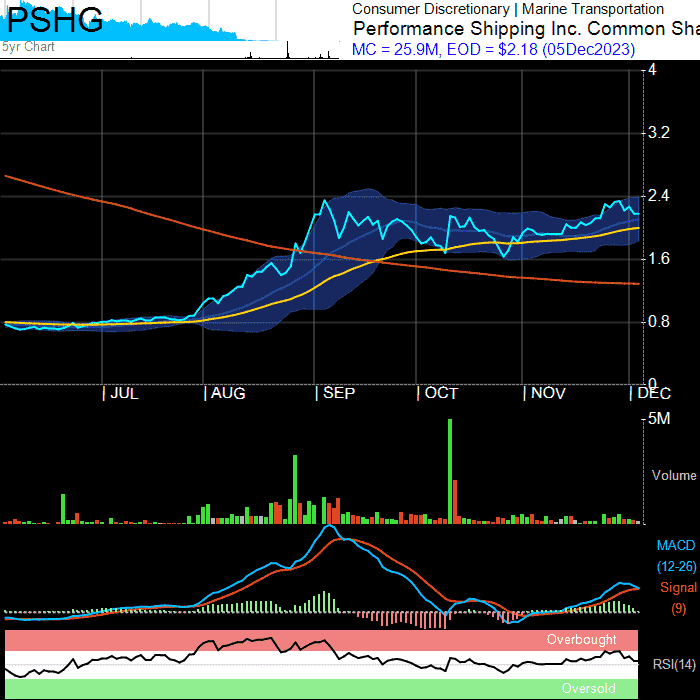 PSHG
5yr Chart
Consumer Discretionary | Marine Transportation
Performance Shipping Inc. Common Sha
MC = 25.9M, EOD = $2.18 (05Dec2023)
4
3.2
2.4
1.6
0.8
0
JUL AUG SEP OCT NOV DEC
5M
Volume
MACD
(12-26)
Signal
(9)
Overbought
RSI(14)
Oversold